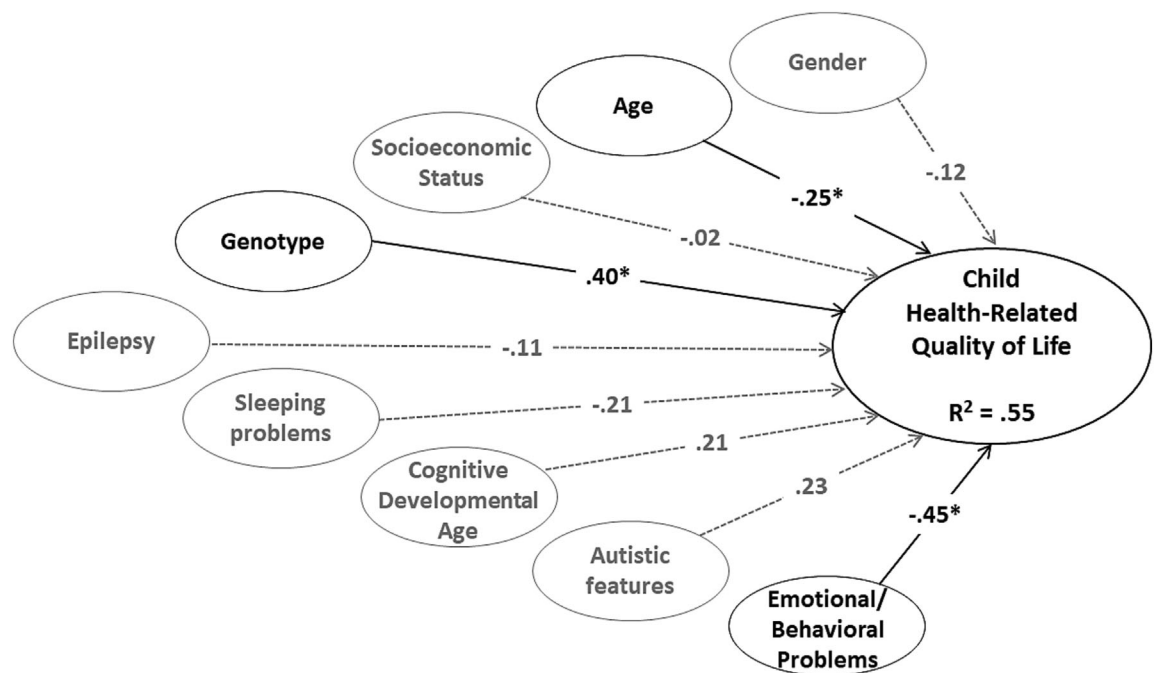 Gender
-.12
Age
-.25*
Socioeconomic
Status
-.02
Genotype
.40*
Epilepsy
-.11
Sleeping
problems
-.21
Cognitive
Developmental
Age
.21
Autistic
features
.23
Emotional/
Behavioral
Problems
-.45*
Child
Health-Related
Quality of Life
R² = .55